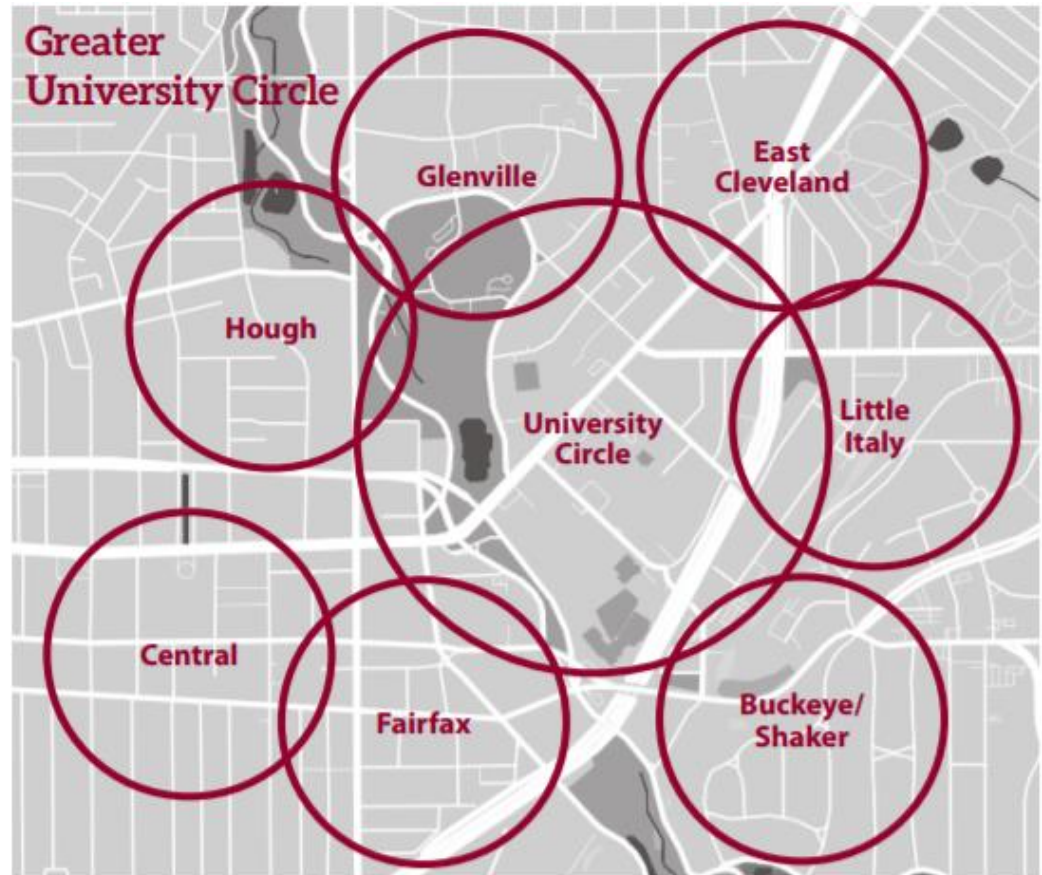 Greater
University Circle
Glenville
East
Cleveland
Hough
University
Circle
Little
Italy
Central
Fairfax
Buckeye/
Shaker